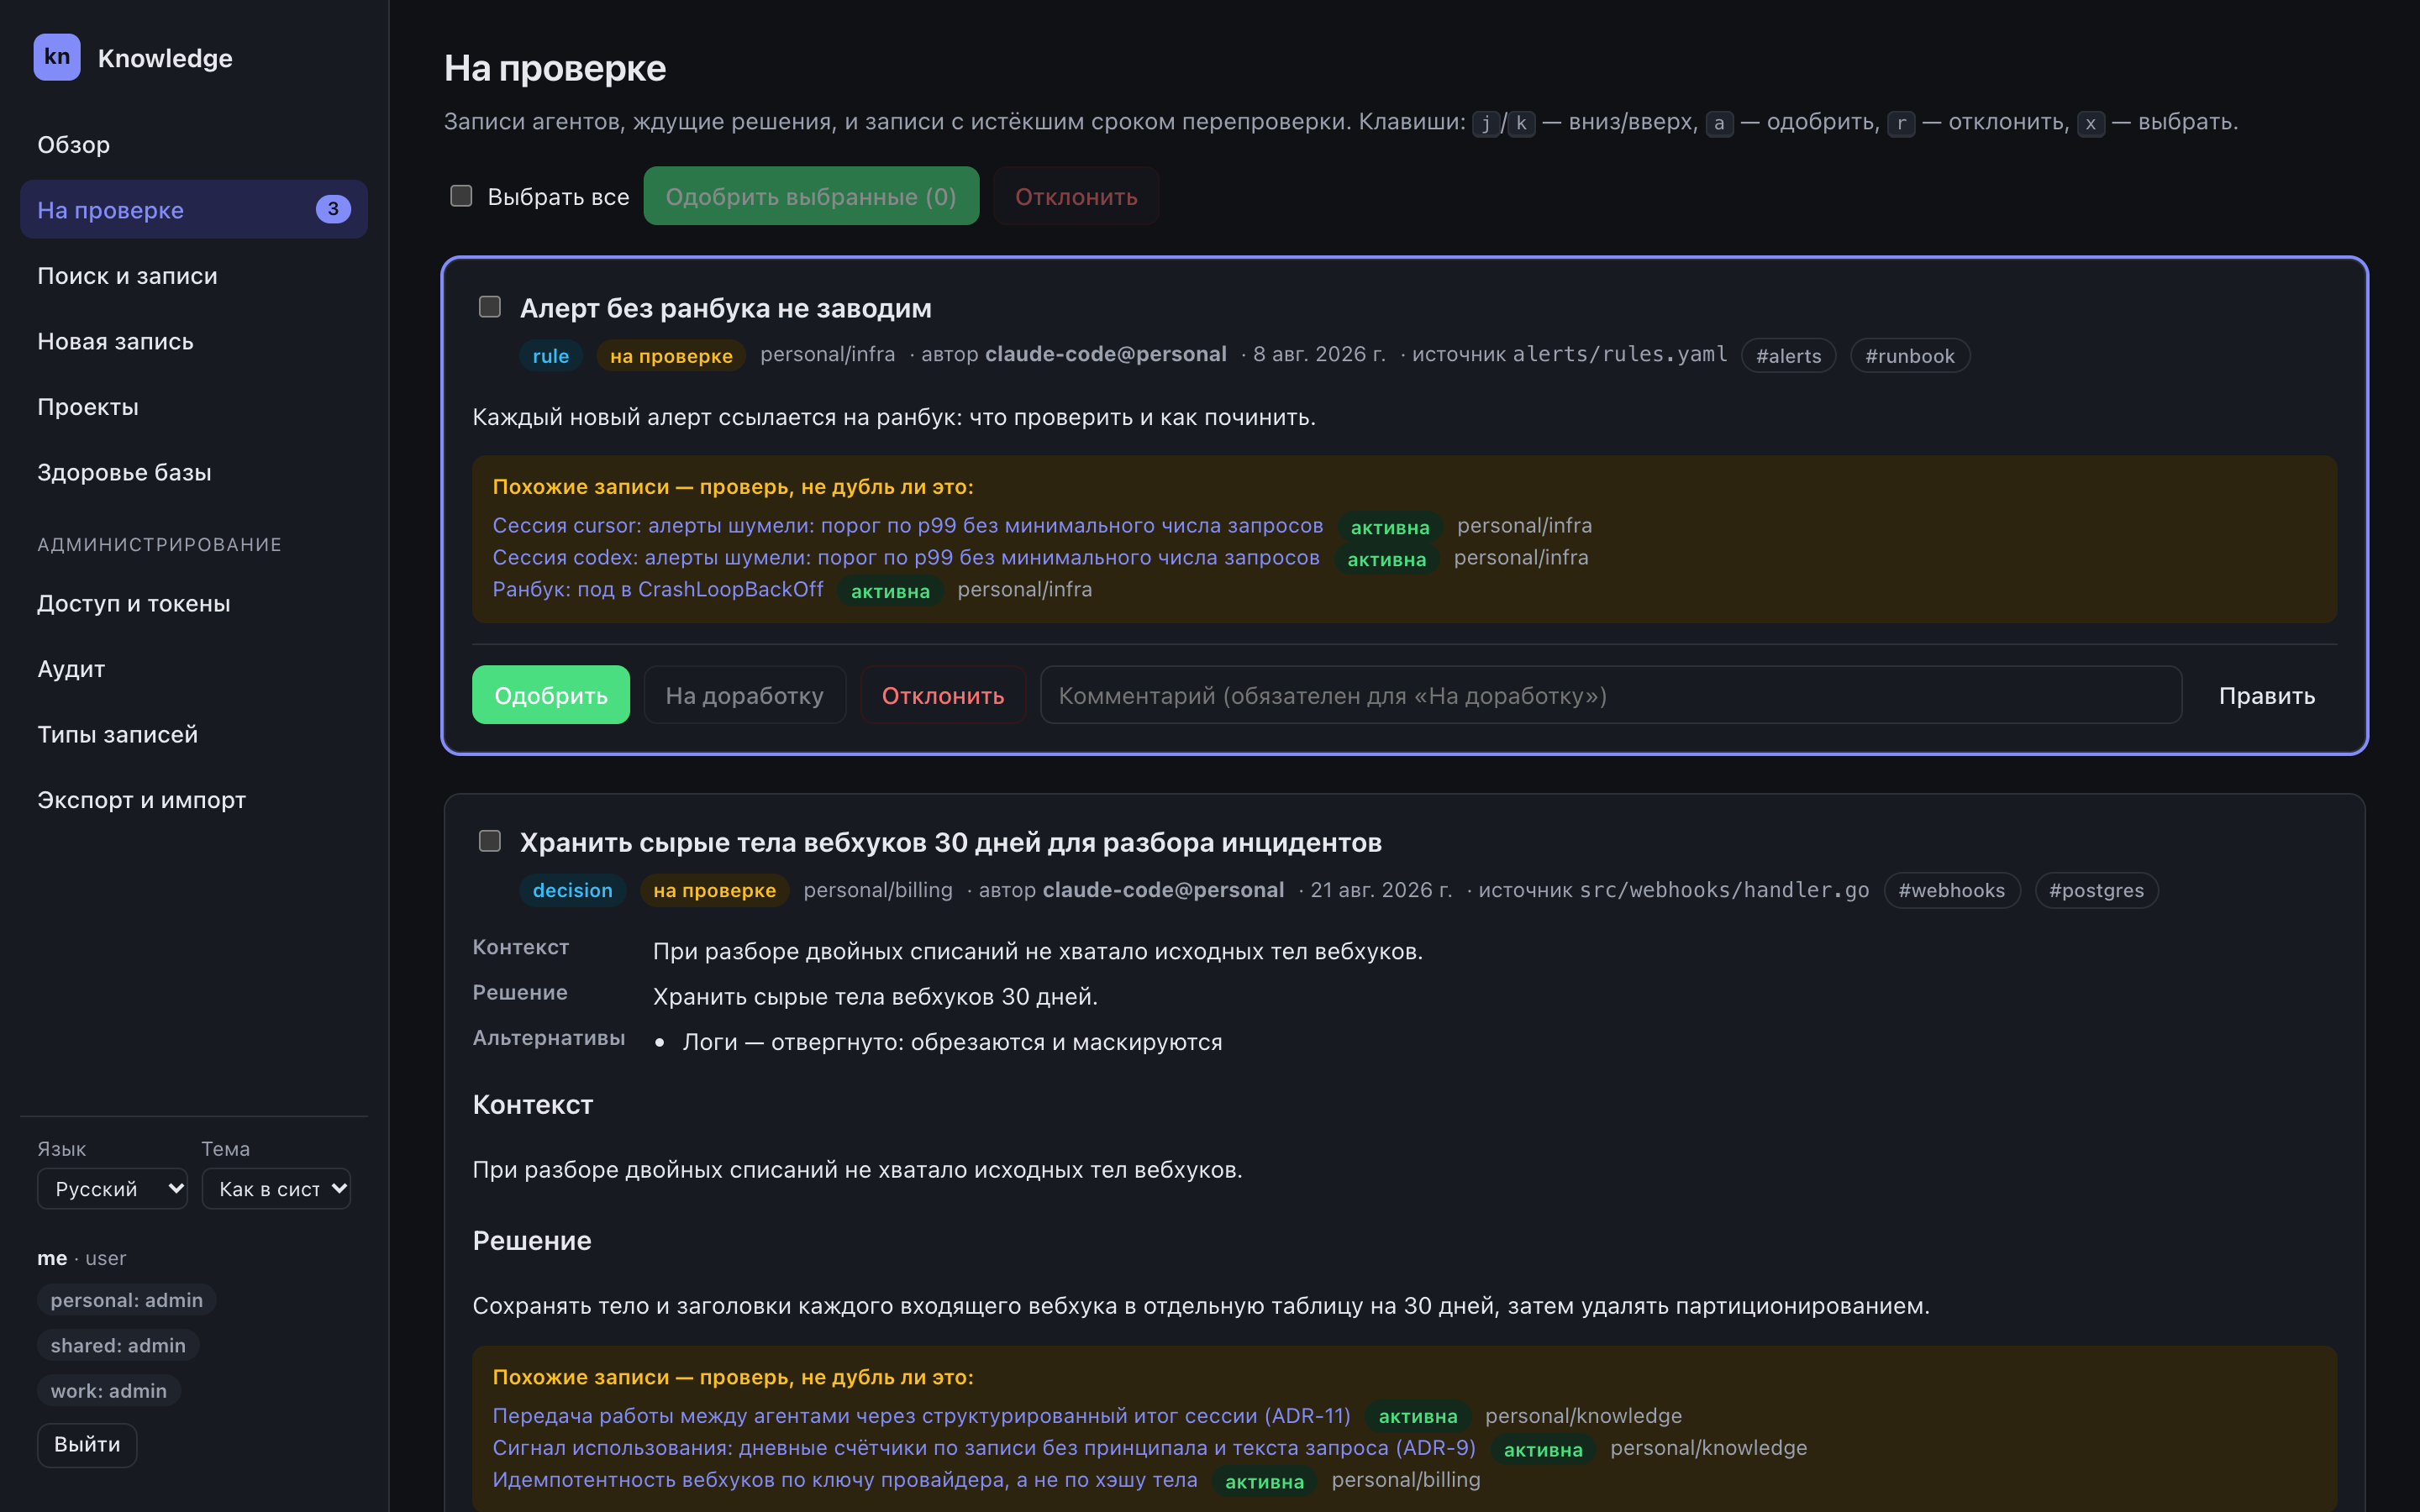 kn Knowledge
Обзор
На проверке 3
Поиск и записи
Новая запись
Проекты
Здоровье базы
АДМИНИСТРИРОВАНИЕ
Доступ и токены
Аудит
Типы записей
Экспорт и импорт
Язык Тема
Русский Как в сист
me · user
personal: admin
shared: admin
work: admin
Выйти
На проверке
Записи агентов, ждущие решения, и записи с истёкшим сроком перепроверки. Клавиши: j/k — вниз/вверх, a — одобрить, r — отклонить, x — выбрать.
Выбрать все Одобрить выбранные (0) Отклонить
Алерт без ранбука не заводим
rule на проверке personal/infra · автор claude-code@personal · 8 авг. 2026 г. · источник alerts/rules.yaml #alerts #runbook
Каждый новый алерт ссылается на ранбук: что проверить и как починить.
Похожие записи — проверь, не дубль ли это:
Сессия cursor: алерты шумели: порог по p99 без минимального числа запросов активна personal/infra
Сессия codex: алерты шумели: порог по p99 без минимального числа запросов активна personal/infra
Ранбук: под в CrashLoopBackOff активна personal/infra
Одобрить На доработку Отклонить Комментарий (обязателен для «На доработку») Править
Хранить сырые тела вебхуков 30 дней для разбора инцидентов
decision на проверке personal/billing · автор claude-code@personal · 21 авг. 2026 г. · источник src/webhooks/handler.go #webhooks #postgres
Контекст При разборе двойных списаний не хватало исходных тел вебхуков.
Решение Хранить сырые тела вебхуков 30 дней.
Альтернативы • Логи — отвергнуто: обрезаются и маскируются
Контекст
При разборе двойных списаний не хватало исходных тел вебхуков.
Решение
Сохранять тело и заголовки каждого входящего вебхука в отдельную таблицу на 30 дней, затем удалять партиционированием.
Похожие записи — проверь, не дубль ли это:
Передача работы между агентами через структурированный итог сессии (ADR-11) активна personal/knowledge
Сигнал использования: дневные счётчики по записи без принципала и текста запроса (ADR-9) активна personal/knowledge
Идемпотентность вебхуков по ключу провайдера, а не по хэшу тела активна personal/billing